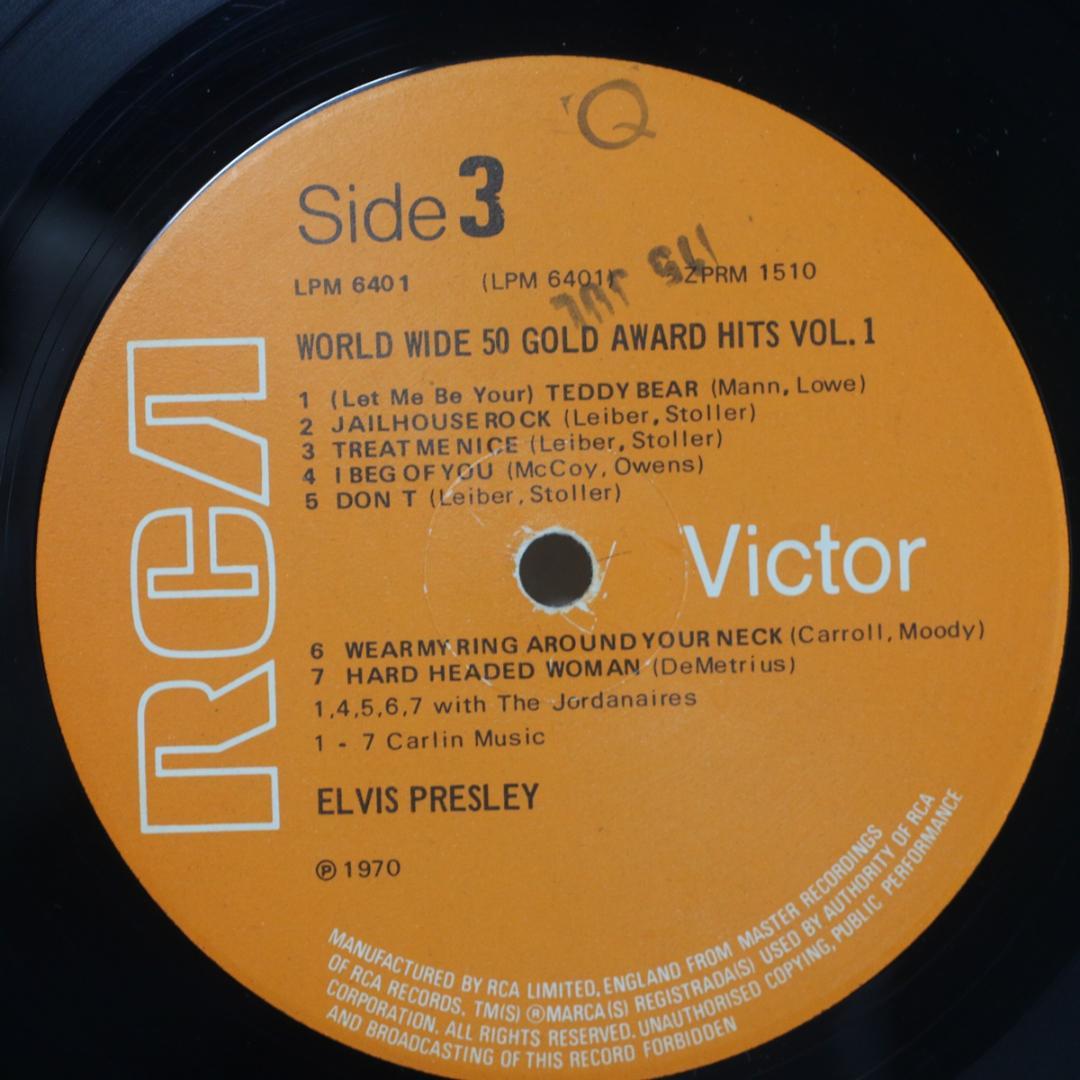 Q
Side 3
LPM 6401 (LPM 6401) ZPRM 1510
WORLD WIDE 50 GOLD AWARD HITS VOL. 1
1 (Let Me Be Your) TEDDY BEAR (Mann, Lowe)
2 JAILHOUSE ROCK (Leiber, Stoller)
3 TREAT ME NICE (Leiber, Stoller)
4 I BEG OF YOU (McCoy, Owens)
5 DON T (Leiber, Stoller)
RCA
Victor
6 WEAR MY RING AROUND YOUR NECK (Carroll, Moody)
7 HARD HEADED WOMAN (DeMetrius)
1,4,5,6,7 with The Jordanaires
1 - 7 Carlin Music
ELVIS PRESLEY
℗ 1970
MANUFACTURED BY RCA LIMITED, ENGLAND FROM MASTER RECORDINGS
OF RCA RECORDS. TM(S) ® MARCA(S) REGISTRADA(S) USED BY AUTHORITY OF RCA
CORPORATION. ALL RIGHTS RESERVED. UNAUTHORISED COPYING, PUBLIC PERFORMANCE
AND BROADCASTING OF THIS RECORD FORBIDDEN